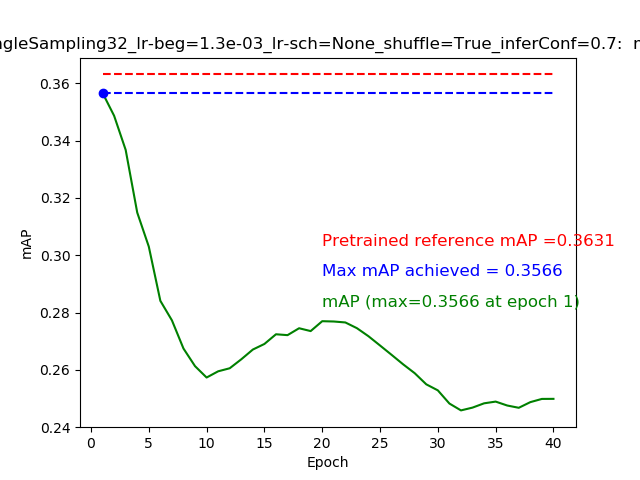 ngleSampling32_lr-beg=1.3e-03_lr-sch=None_shuffle=True_inferConf=0.7:
0.36
0.34
0.32
0.30
0.28
0.26
0.24
mAP
Pretrained reference mAP =0.3631
Max mAP achieved = 0.3566
mAP (max=0.3566 at epoch 1)
0 5 10 15 20 25 30 35 40
Epoch